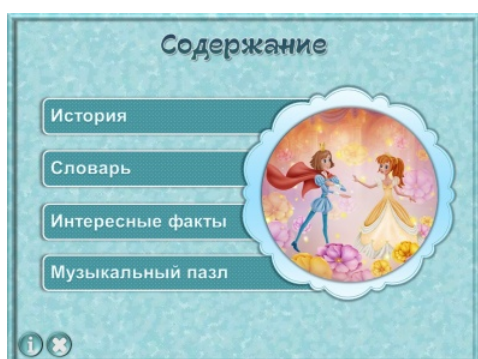 Содержание
История
Словарь
Интересные факты
Музыкальный пазл
i